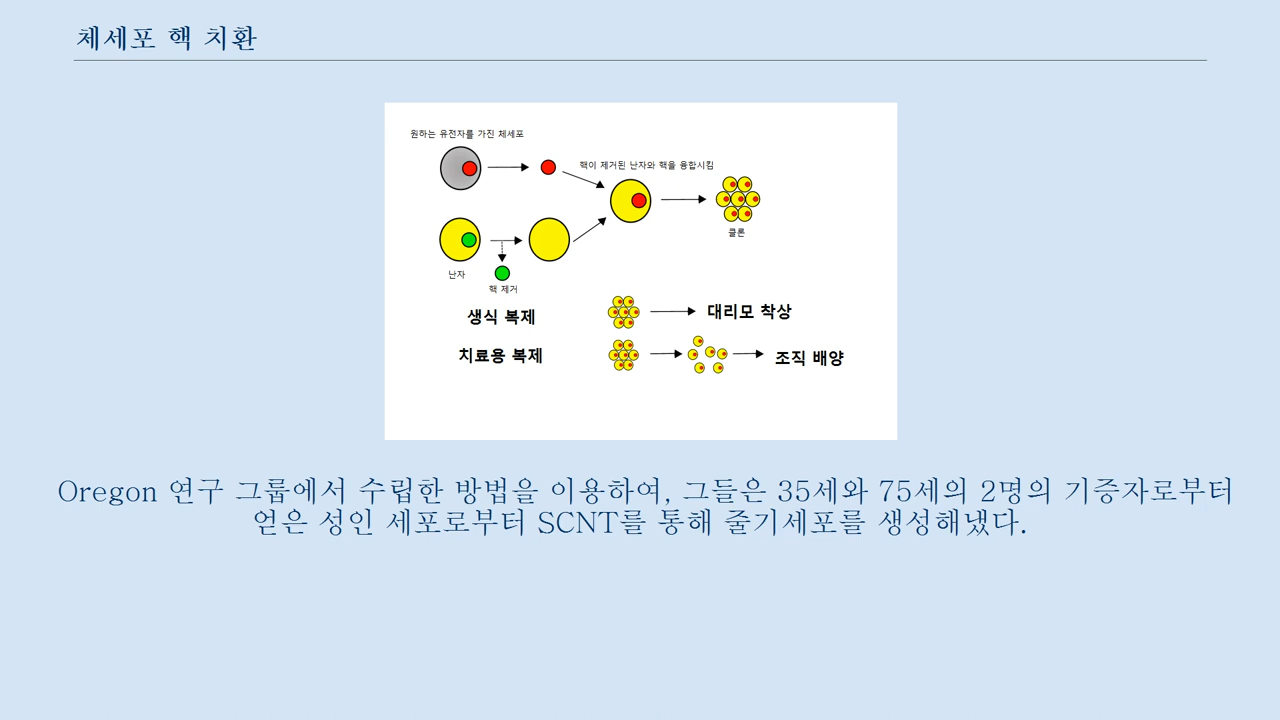 체세포 핵 치환
원하는 유전자를 가진 체세포
핵이 제거된 난자와 핵을 융합시킴
클론
난자
핵 제거
생식 복제
대리모 착상
치료용 복제
조직 배양
Oregon 연구 그룹에서 수립한 방법을 이용하여, 그들은 35세와 75세의 2명의 기증자로부터
얻은 성인 세포로부터 SCNT를 통해 줄기세포를 생성해냈다.